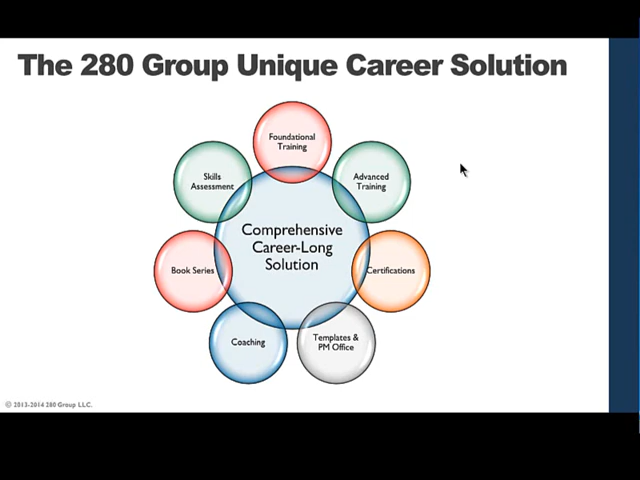 The 280 Group Unique Career Solution
Foundational
Training
Skills
Assessment
Advanced
Training
Comprehensive
Career-Long
Solution
Book Series
Certifications
Coaching
Templates &
PM Office
© 2013-2014 280 Group LLC.